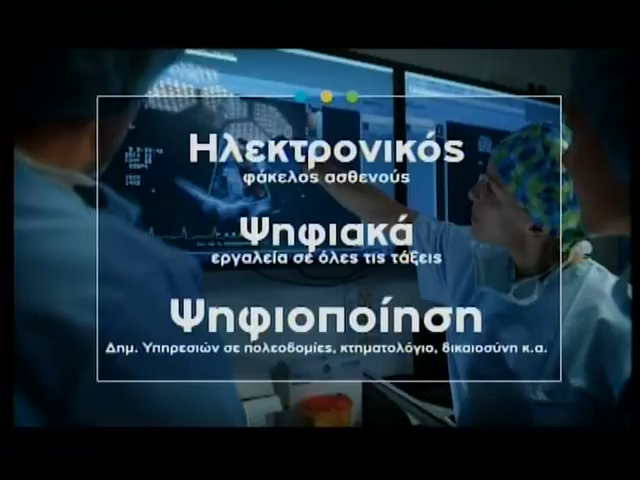 Ηλεκτρονικός
φάκελος ασθενούς
Ψηφιακά
εργαλεία σε όλες τις τάξεις
Ψηφιοποίηση
Δημ. Υπηρεσιών σε πολεοδομίες, κτηματολόγιο, δικαιοσύνη κ.α.